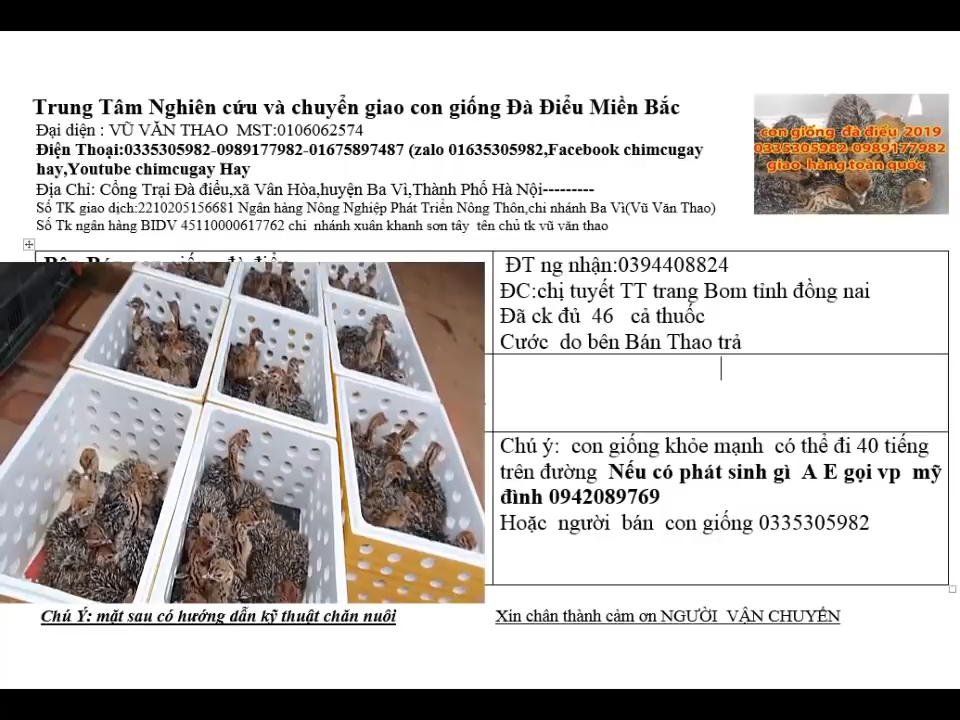 Trung Tâm Nghiên cứu và chuyển giao con giống Đà Điểu Miền Bắc
Đại diện : VŨ VĂN THAO MST:0106062574
Điện Thoại:0335305982-0989177982-01675897487 (zalo 01635305982,Facebook chimcugay
hay,Youtube chimcugay Hay
Địa Chỉ: Cổng Trại Đà điểu,xã Vân Hòa,huyện Ba Vì,Thành Phố Hà Nội---------
Số TK giao dịch:2210205156681 Ngân hàng Nông Nghiệp Phát Triển Nông Thôn,chi nhánh Ba Vì(Vũ Văn Thao)
Số Tk ngân hàng BIDV 45110000617762 chi nhánh xuân khanh sơn tây tên chủ tk vũ văn thao
con giống đà điểu 2019
0335305982-0989177982
giao hàng toàn quốc
ĐT ng nhận:0394408824
ĐC:chị tuyết TT trang Bom tỉnh đồng nai
Đã ck đủ 46 cả thuốc
Cước do bên Bán Thao trả
Chú ý: con giống khỏe mạnh có thể đi 40 tiếng
trên đường Nếu có phát sinh gì A E gọi vp mỹ
đình 0942089769
Hoặc người bán con giống 0335305982
Chú Ý: mặt sau có hướng dẫn kỹ thuật chăn nuôi
Xin chân thành cảm ơn NGƯỜI VẬN CHUYỂN